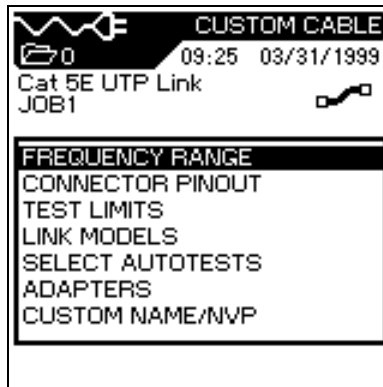 CUSTOM CABLE
0 09:25 03/31/1999
Cat 5E UTP Link
JOB1
FREQUENCY RANGE
CONNECTOR PINOUT
TEST LIMITS
LINK MODELS
SELECT AUTOTESTS
ADAPTERS
CUSTOM NAME/NVP